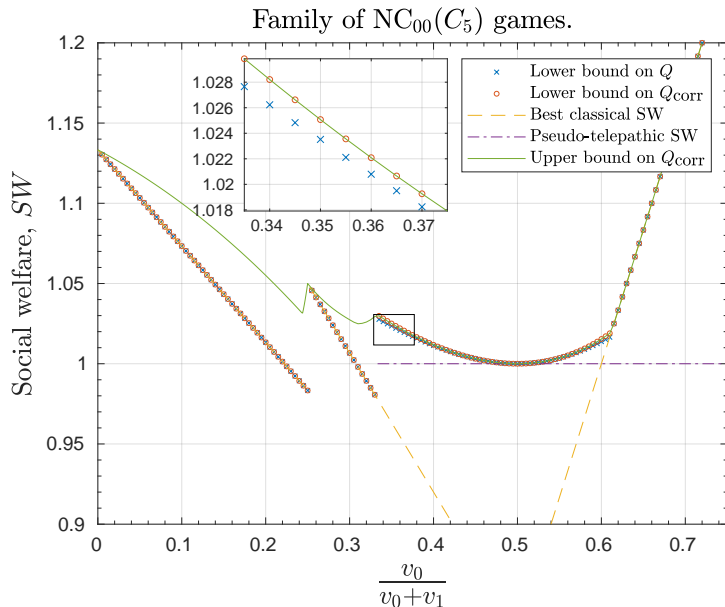 Family of NC₀₀(C₅) games.
Social welfare, SW
1.2
1.15
1.1
1.05
1
0.95
0.9
1.028
1.026
1.024
1.022
1.02
1.018
0.34
0.35
0.36
0.37
Lower bound on Q
Lower bound on Q_corr
Best classical SW
Pseudo-telepathic SW
Upper bound on Q_corr
0 0.1 0.2 0.3 0.4 0.5 0.6 0.7
v₀
v₀+v₁